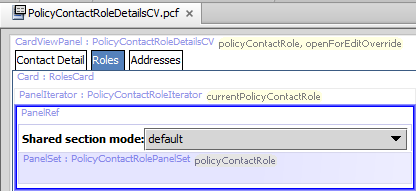 PolicyContactRoleDetailsCV.pcf ×
CardViewPanel : PolicyContactRoleDetailsCV policyContactRole, openForEditOverride
Contact Detail Roles Addresses
Card : RolesCard
PanelIterator : PolicyContactRoleIterator currentPolicyContactRole
PanelRef
Shared section mode: default
PanelSet : PolicyContactRolePanelSet policyContactRole